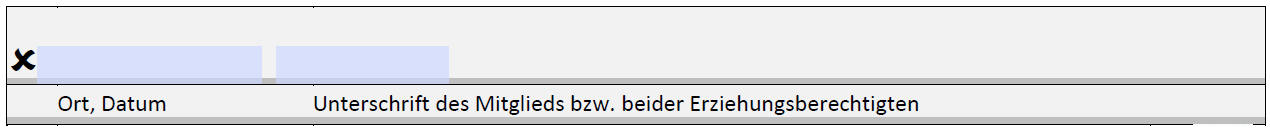 ✘
Ort, Datum Unterschrift des Mitglieds bzw. beider Erziehungsberechtigten